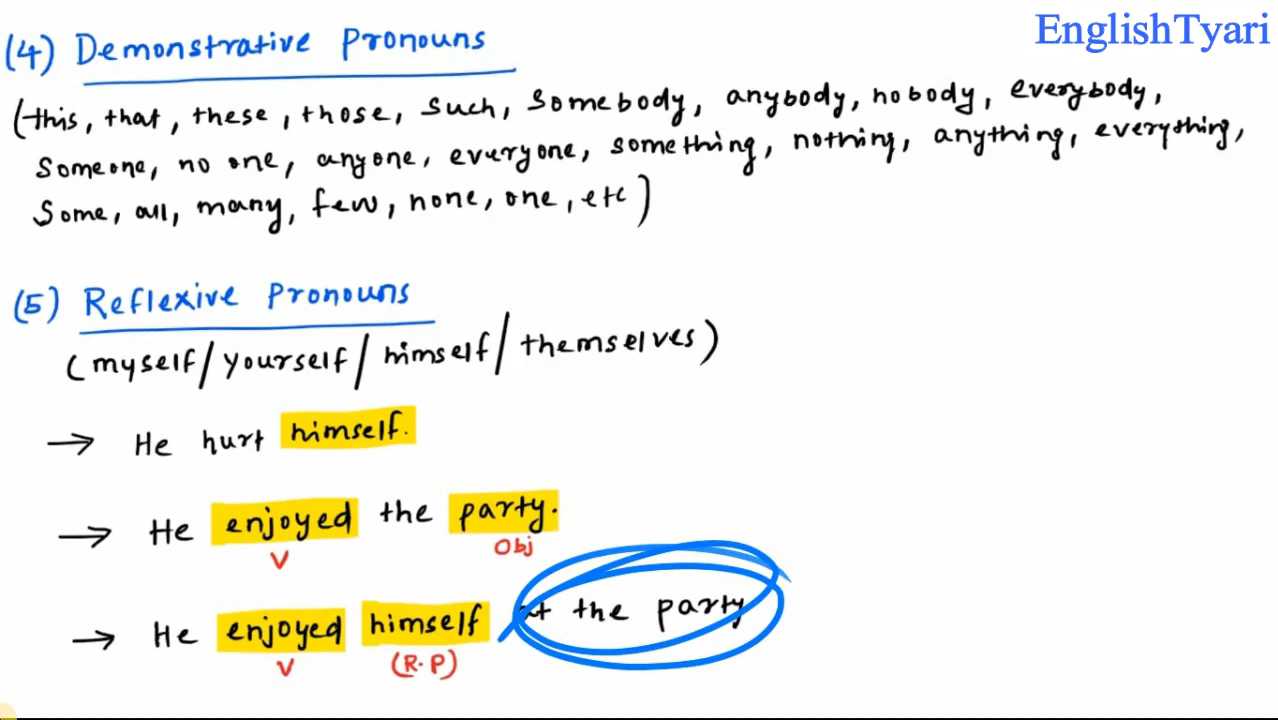 EnglishTyari
(4) Demonstrative Pronouns
(this, that, these, those, such, somebody, anybody, nobody, everybody,
someone, no one, anyone, everyone, something, nothing, anything, everything,
some, all, many, few, none, one, etc)
(5) Reflexive Pronouns
(myself/yourself/himself/themselves)
→ He hurt himself.
→ He enjoyed the party.
V Obj
→ He enjoyed himself at the party
V (R.P)